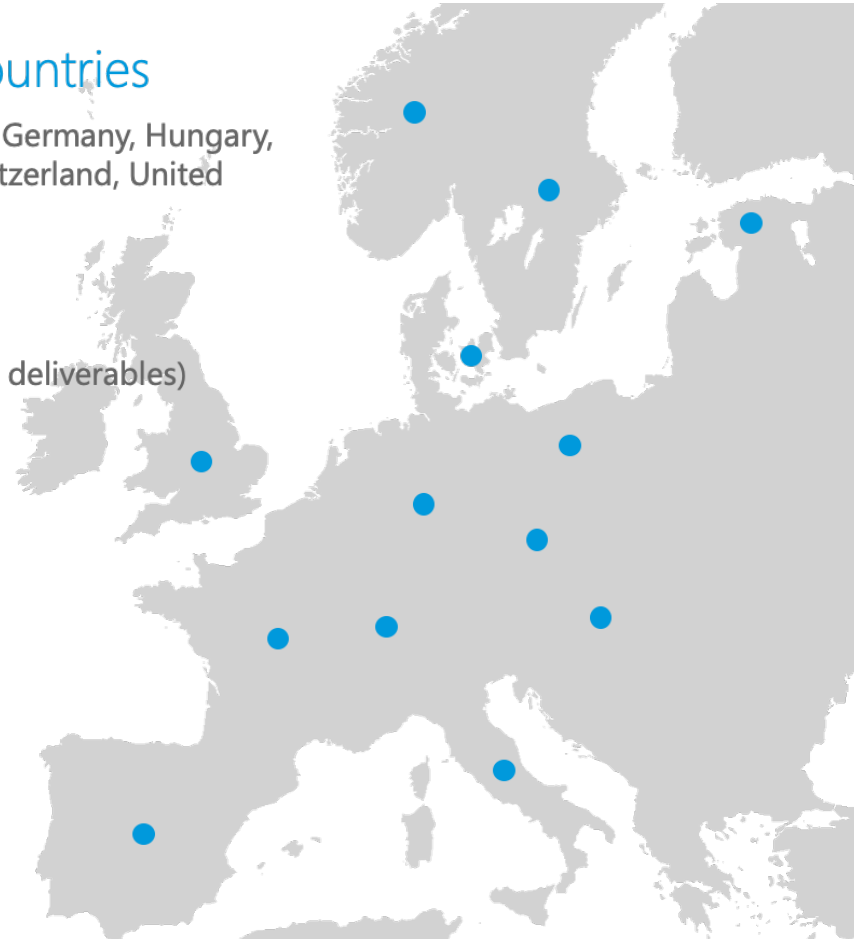 ountries
Germany, Hungary,
tzerland, United
deliverables)